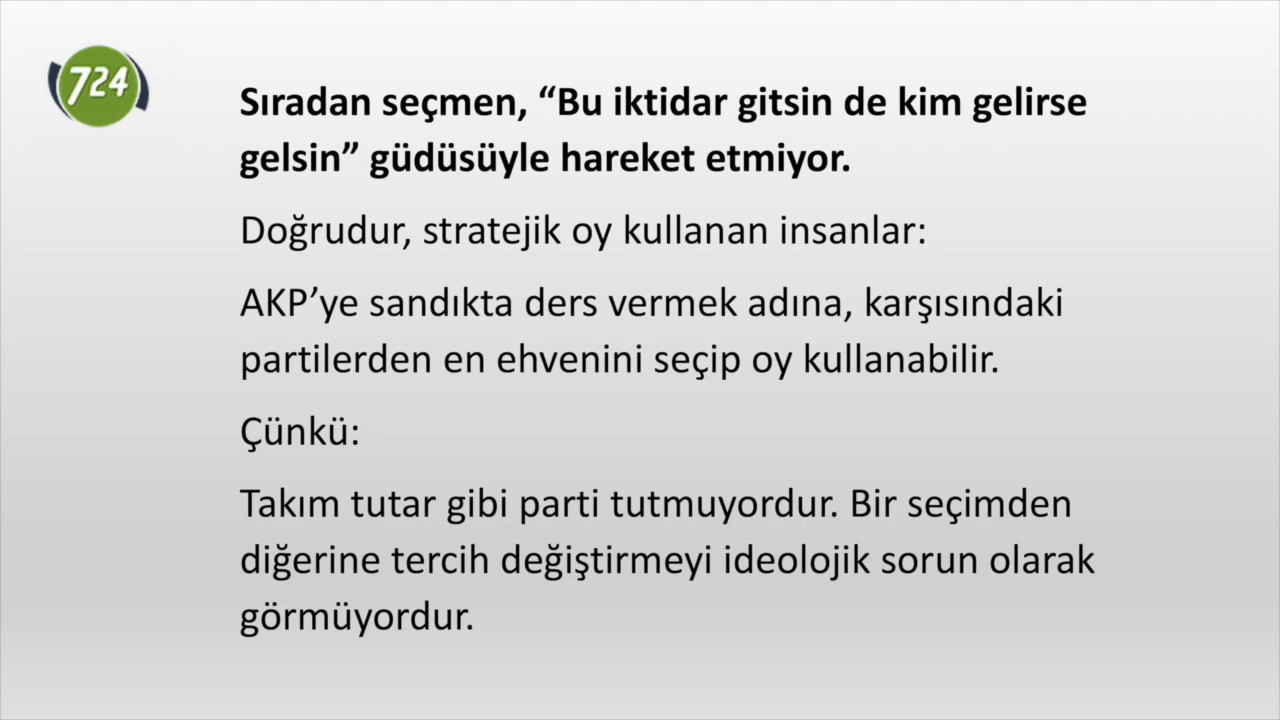 724
Sıradan seçmen, “Bu iktidar gitsin de kim gelirse
gelsin” güdüsüyle hareket etmiyor.
Doğrudur, stratejik oy kullanan insanlar:
AKP’ye sandıkta ders vermek adına, karşısındaki
partilerden en ehvenini seçip oy kullanabilir.
Çünkü:
Takım tutar gibi parti tutmuyordur. Bir seçimden
diğerine tercih değiştirmeyi ideolojik sorun olarak
görmüyordur.